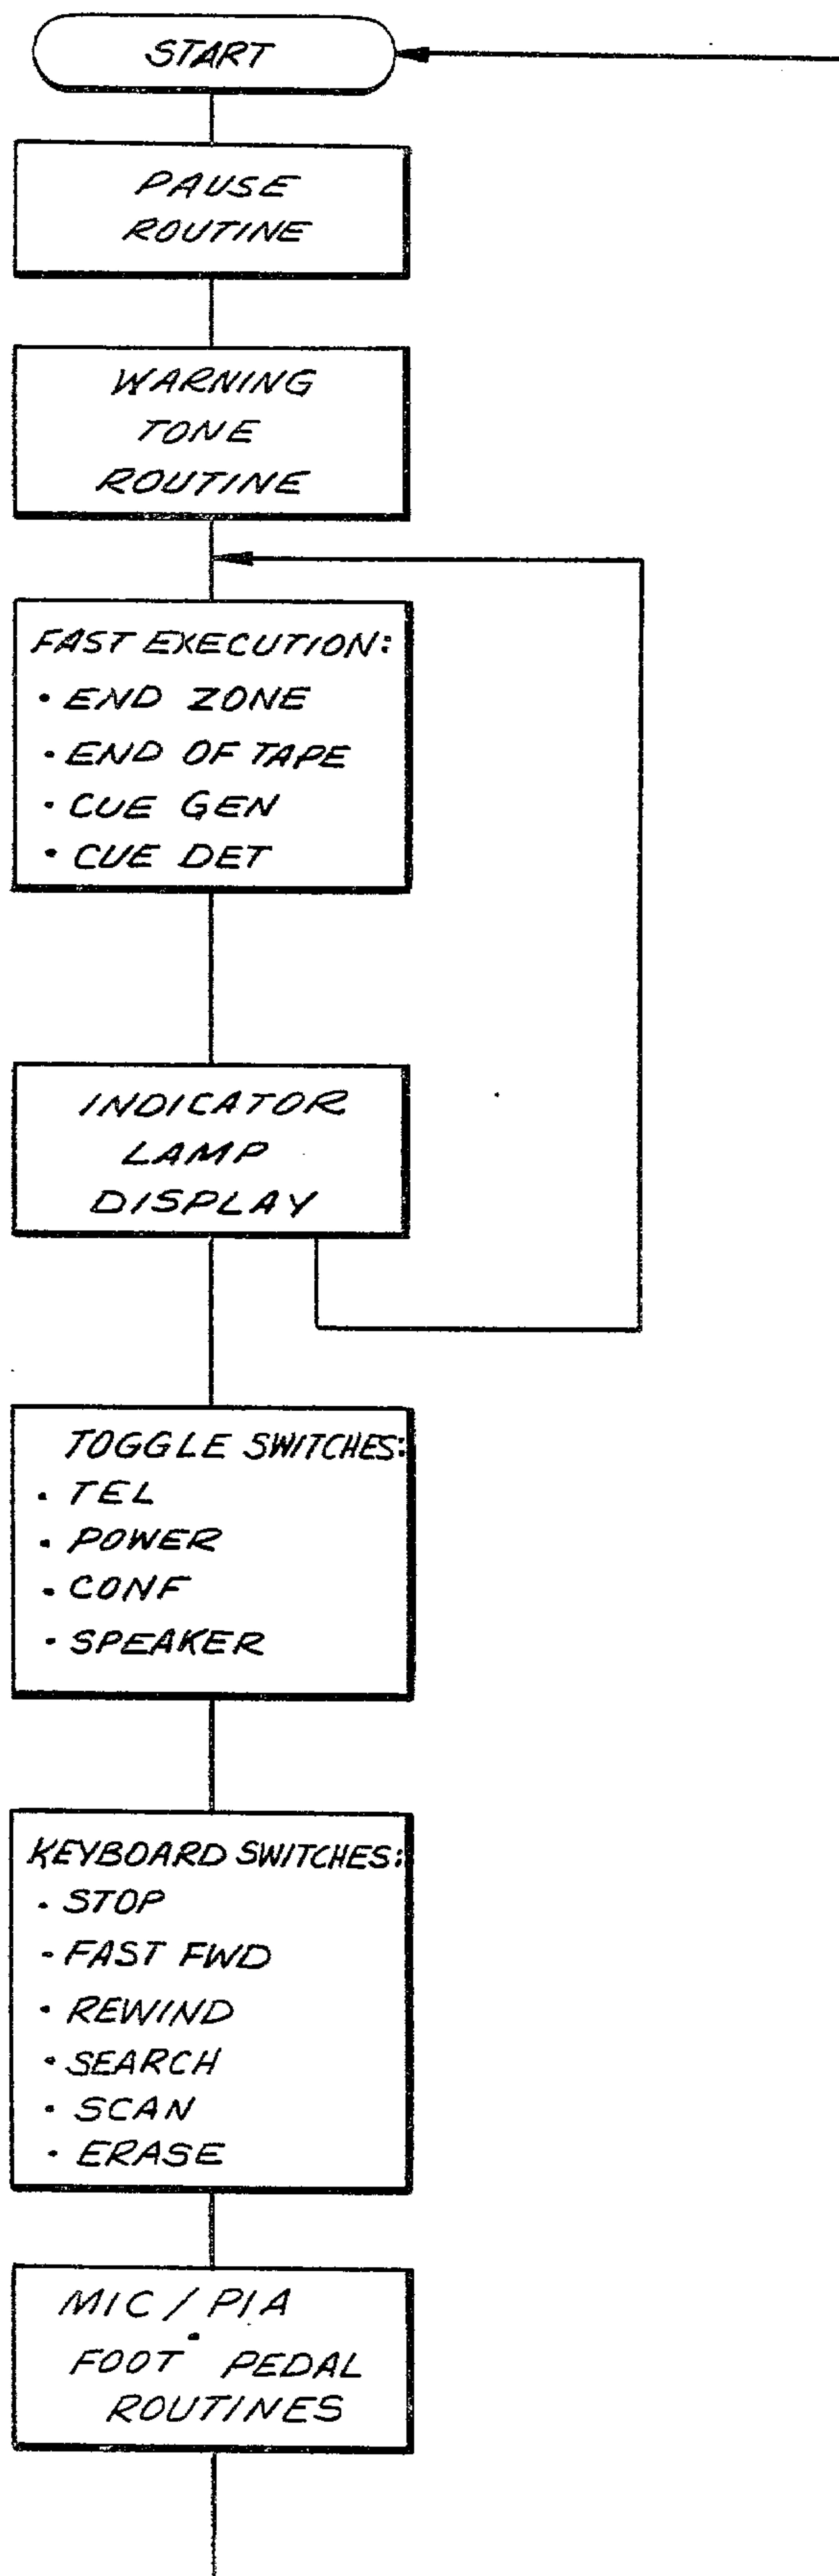 START
PAUSE
ROUTINE
WARNING
TONE
ROUTINE
FAST EXECUTION:
• END ZONE
• END OF TAPE
• CUE GEN
• CUE DET
INDICATOR
LAMP
DISPLAY
TOGGLE SWITCHES:
• TEL
• POWER
• CONF
• SPEAKER
KEYBOARD SWITCHES:
• STOP
• FAST FWD
• REWIND
• SEARCH
• SCAN
• ERASE
MIC / PIA
FOOT PEDAL
ROUTINES